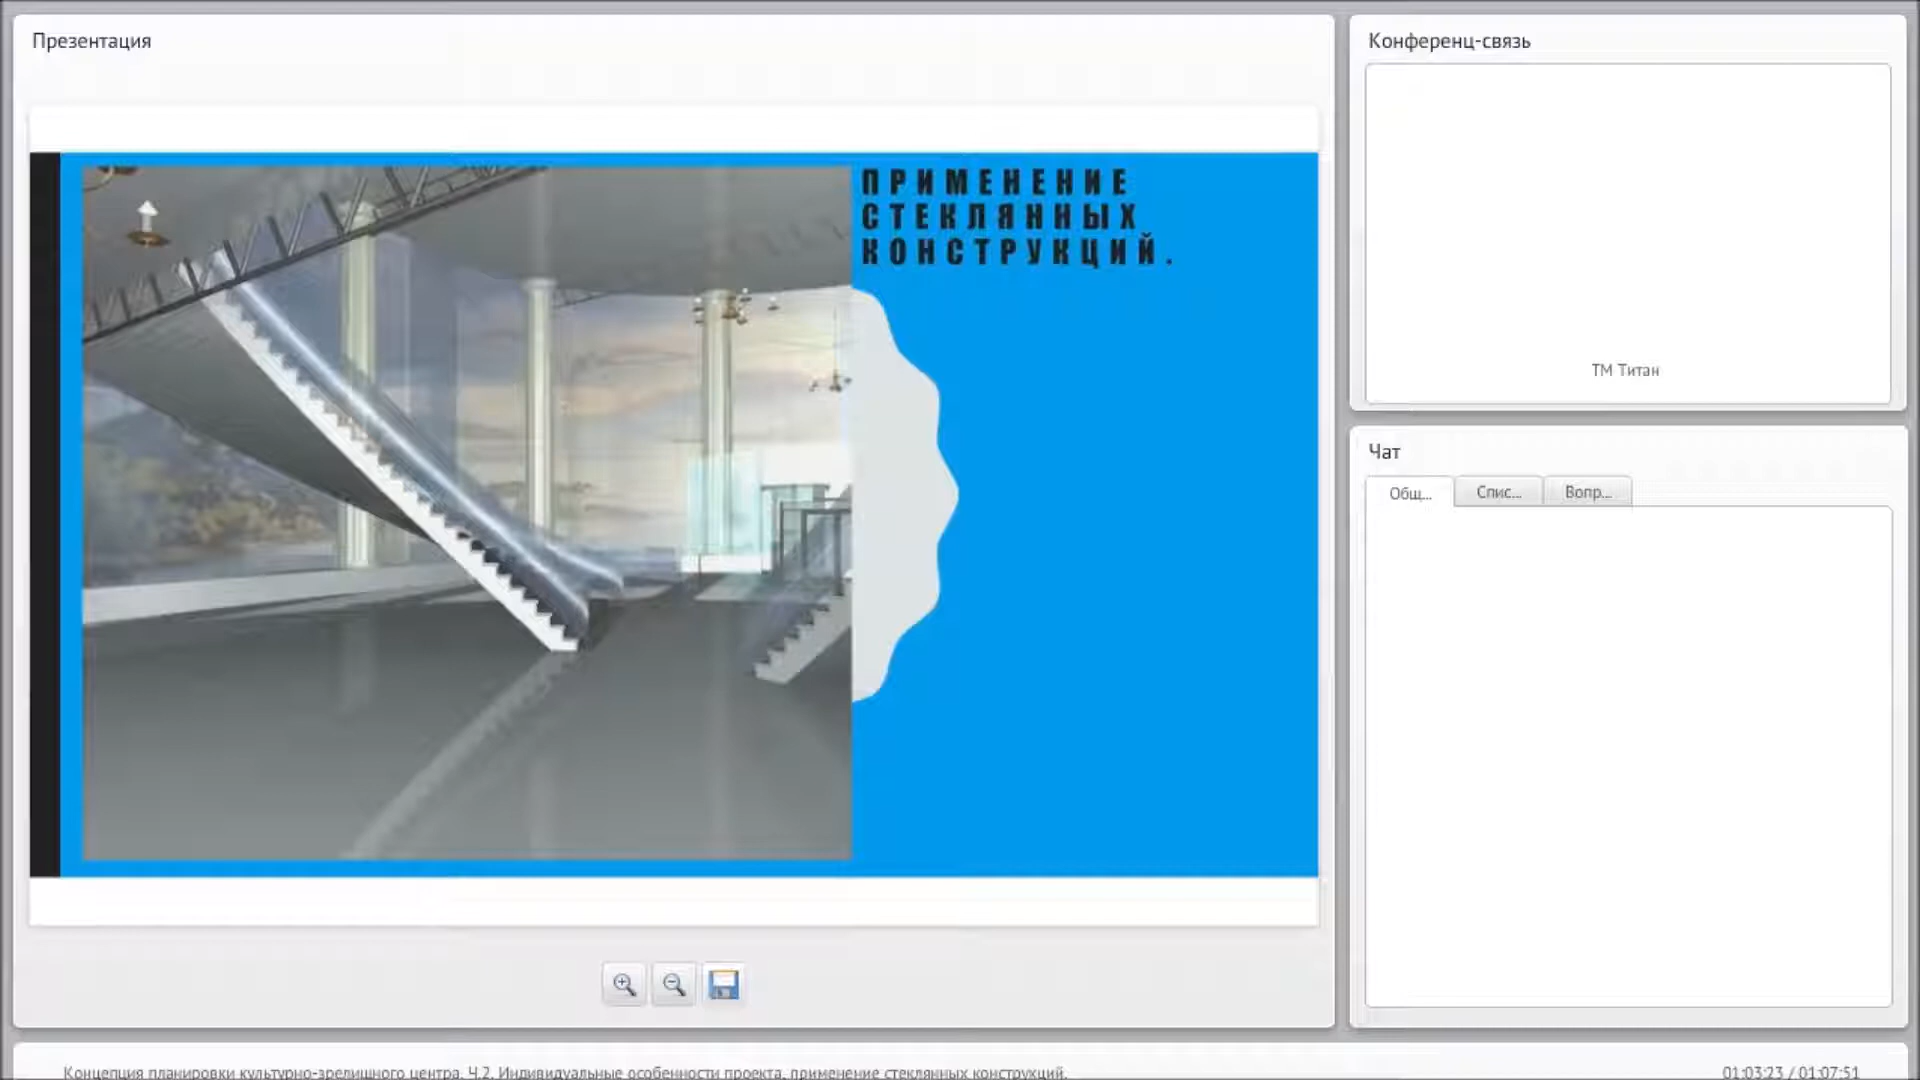 Презентация
ПРИМЕНЕНИЕ
СТЕКЛЯННЫХ
КОНСТРУКЦИЙ.
Конференц-связь
ТМ Титан
Чат
Общ...
Спис...
Вопр...
Концепция планировки культурно-зрелищного центра. Ч.2. Индивидуальные особенности проекта, применение стеклянных конструкций.
01:03:23 / 01:07:51